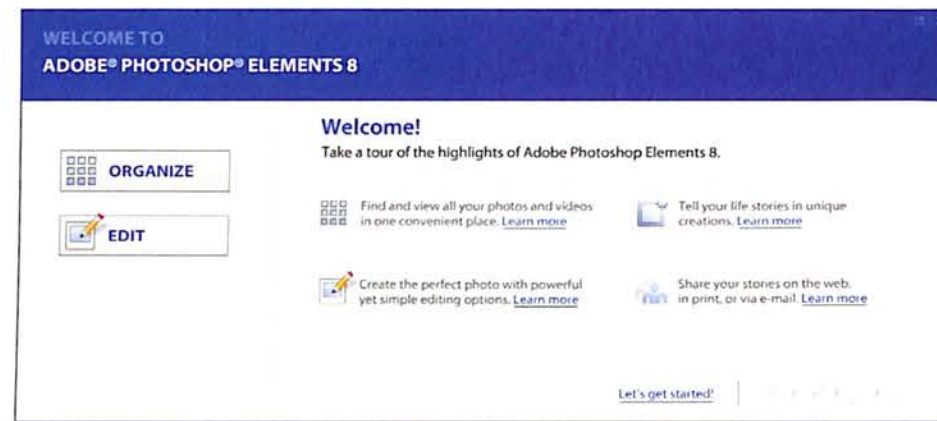 WELCOME TO
ADOBE® PHOTOSHOP® ELEMENTS 8
ORGANIZE
EDIT
Welcome!
Take a tour of the highlights of Adobe Photoshop Elements 8.
Find and view all your photos and videos
in one convenient place. Learn more
Tell your life stories in unique
creations. Learn more
Create the perfect photo with powerful
yet simple editing options. Learn more
Share your stories on the web,
in print, or via e-mail. Learn more
Let's get started!